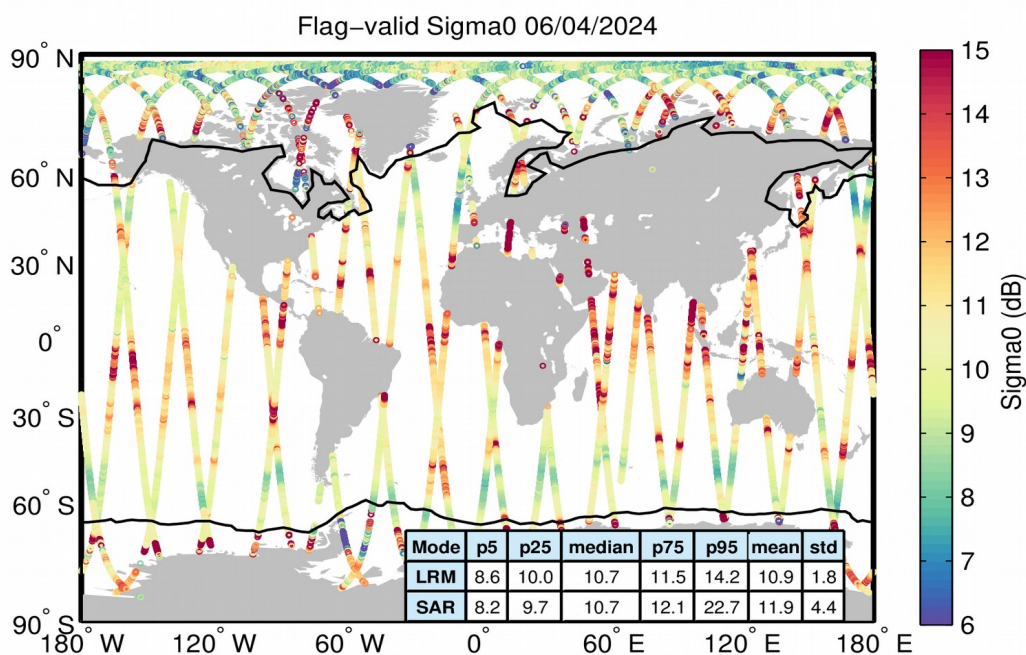 Flag−valid Sigma0 06/04/2024
90° N
60° N
30° N
0°
30° S
60° S
90° S
180° W
120° W
60° W
0°
60° E
120° E
180° E
15
14
13
12
11
10
9
8
7
6
Sigma0 (dB)
Mode p5 p25 median p75 p95 mean std
LRM 8.6 10.0 10.7 11.5 14.2 10.9 1.8
SAR 8.2 9.7 10.7 12.1 22.7 11.9 4.4